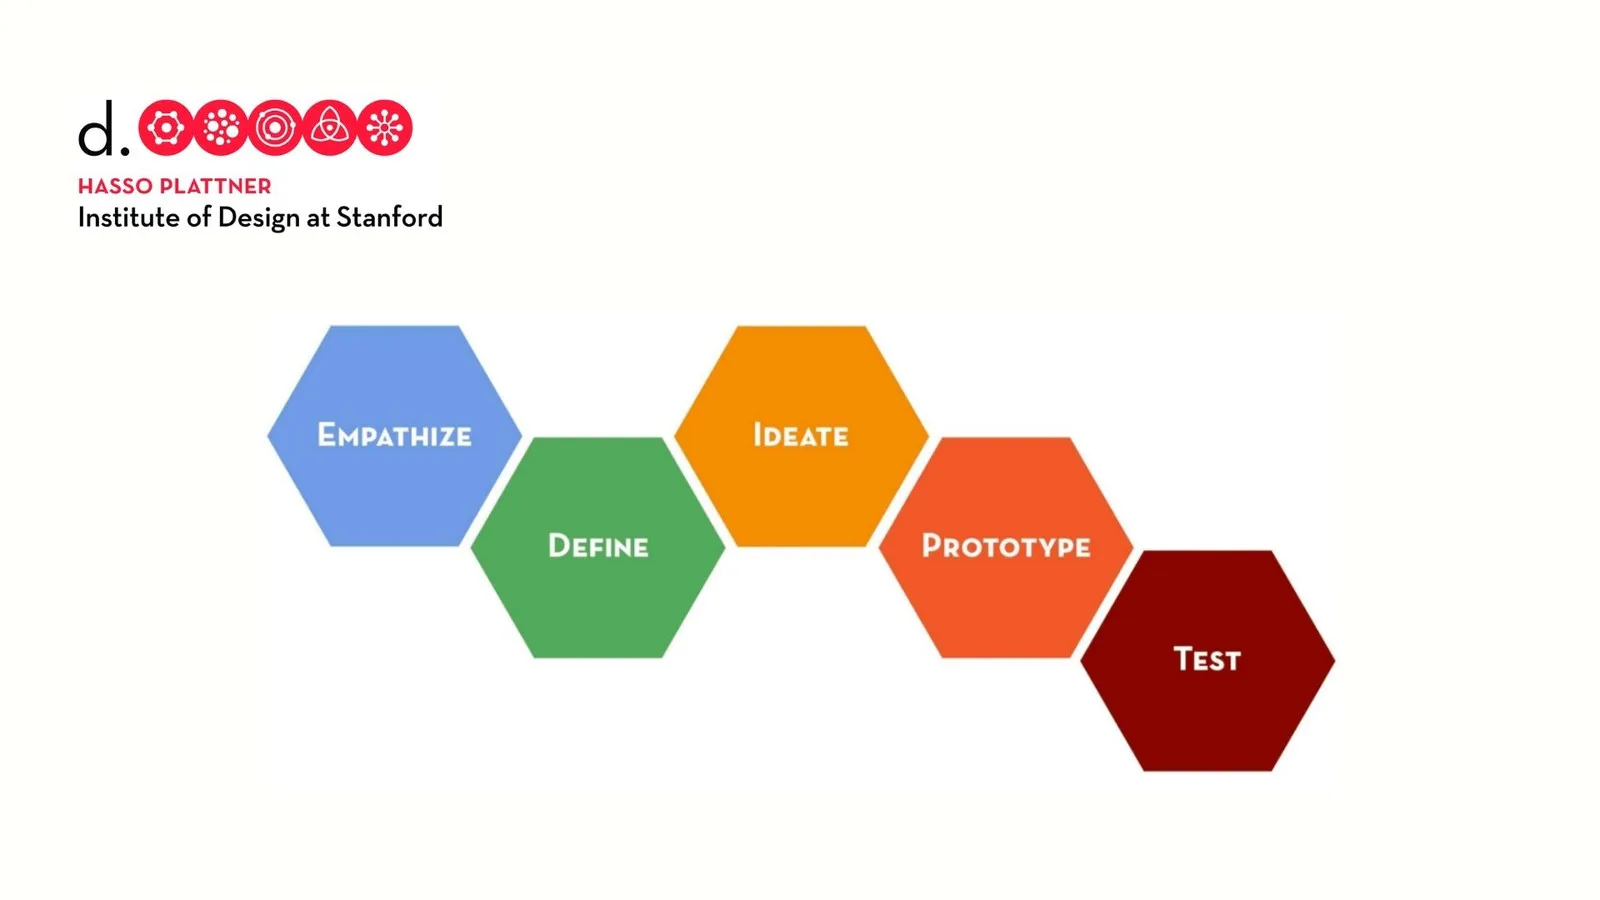 d.
HASSO PLATTNER
Institute of Design at Stanford
EMPATHIZE
DEFINE
IDEATE
PROTOTYPE
TEST